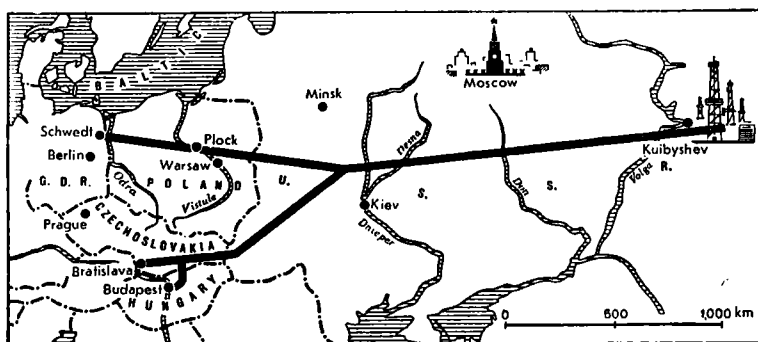 BALTIC
Moscow
Minsk
Schwedt
Plock
Desna
Kuibyshev
Berlin
Warsaw
G. D. R.
Odra
POLAND
Vistula
U. S. S. R.
Volga
Don
Prague
Kiev
CZECHOSLOVAKIA
Dnieper
Bratislava
Budapest
HUNGARY
0 500 1,000 km